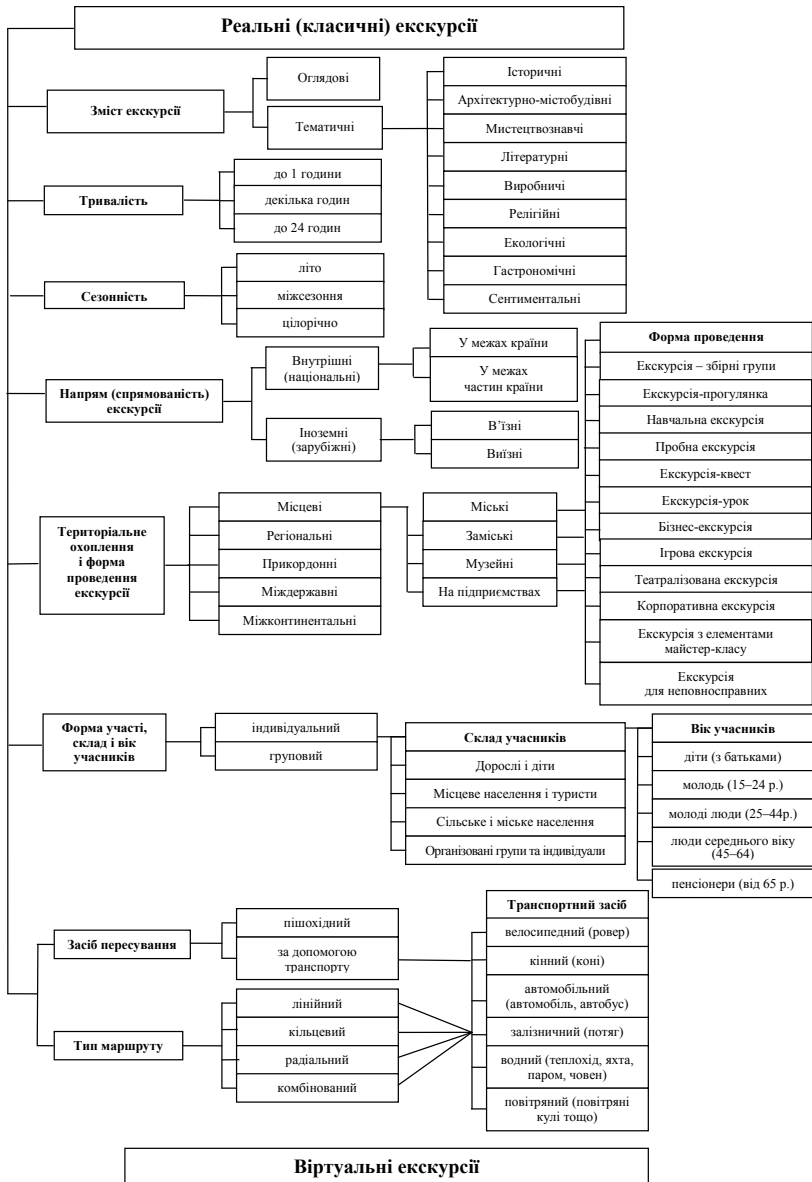 Реальні (класичні) екскурсії
Зміст екскурсії
Оглядові
Тематичні
Історичні
Архітектурно-містобудівні
Мистецтвознавчі
Літературні
Виробничі
Релігійні
Екологічні
Гастрономічні
Сентиментальні
Тривалість
до 1 години
декілька годин
до 24 годин
Сезонність
літо
міжсезоння
цілорічно
Напрям (спрямованість)
екскурсії
Внутрішні
(національні)
У межах країни
У межах
частин країни
Іноземні
(зарубіжні)
В’їзні
Виїзні
Територіальне
охоплення
і форма
проведення
екскурсії
Місцеві
Регіональні
Прикордонні
Міждержавні
Міжконтинентальні
Міські
Заміські
Музейні
На підприємствах
Форма проведення
Екскурсія – збірні групи
Екскурсія-прогулянка
Навчальна екскурсія
Пробна екскурсія
Екскурсія-квест
Екскурсія-урок
Бізнес-екскурсія
Ігрова екскурсія
Театралізована екскурсія
Корпоративна екскурсія
Екскурсія з елементами
майстер-класу
Екскурсія
для неповносправних
Форма участі,
склад і вік
учасників
індивідуальний
груповий
Склад учасників
Дорослі і діти
Місцеве населення і туристи
Сільське і міське населення
Організовані групи та індивідуали
Вік учасників
діти (з батьками)
молодь (15–24 р.)
молоді люди (25–44р.)
люди середнього віку
(45–64)
пенсіонери (від 65 р.)
Засіб пересування
пішохідний
за допомогою
транспорту
Тип маршруту
лінійний
кільцевий
радіальний
комбінований
Транспортний засіб
велосипедний (ровер)
кінний (коні)
автомобільний
(автомобіль, автобус)
залізничний (потяг)
водний (теплохід, яхта,
паром, човен)
повітряний (повітряні
кулі тощо)
Віртуальні екскурсії